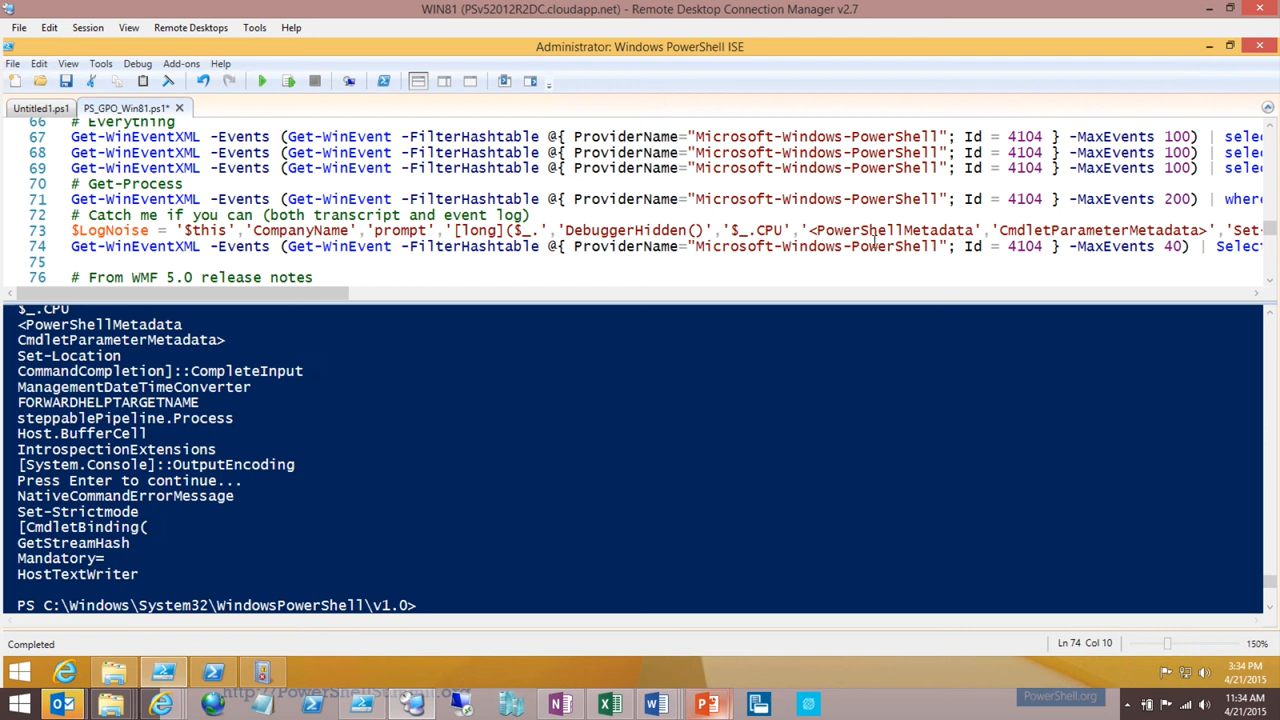 WIN81 (PSv52012R2DC.cloudapp.net) - Remote Desktop Connection Manager v2.7
File Edit Session View Remote Desktops Tools Help
Administrator: Windows PowerShell ISE
File Edit View Tools Debug Add-ons Help
Untitled1.ps1 PS_GPO_Win81.ps1*
66 # Everything
67 Get-WinEventXML -Events (Get-WinEvent -FilterHashtable @{ ProviderName="Microsoft-Windows-PowerShell"; Id = 4104 } -MaxEvents 100) | selec
68 Get-WinEventXML -Events (Get-WinEvent -FilterHashtable @{ ProviderName="Microsoft-Windows-PowerShell"; Id = 4104 } -MaxEvents 100) | selec
69 Get-WinEventXML -Events (Get-WinEvent -FilterHashtable @{ ProviderName="Microsoft-Windows-PowerShell"; Id = 4104 } -MaxEvents 100) | selec
70 # Get-Process
71 Get-WinEventXML -Events (Get-WinEvent -FilterHashtable @{ ProviderName="Microsoft-Windows-PowerShell"; Id = 4104 } -MaxEvents 200) | where
72 # Catch me if you can (both transcript and event log)
73 $LogNoise = '$this','CompanyName','prompt','[long]($_.','DebuggerHidden()','$_.CPU','<PowerShellMetadata','CmdletParameterMetadata>','Set-
74 Get-WinEventXML -Events (Get-WinEvent -FilterHashtable @{ ProviderName="Microsoft-Windows-PowerShell"; Id = 4104 } -MaxEvents 40) | Select
75
76 # From WMF 5.0 release notes
$_.CPU
<PowerShellMetadata
CmdletParameterMetadata>
Set-Location
CommandCompletion]::CompleteInput
ManagementDateTimeConverter
FORWARDHELPTARGETNAME
steppablePipeline.Process
Host.BufferCell
IntrospectionExtensions
[System.Console]::OutputEncoding
Press Enter to continue...
NativeCommandErrorMessage
Set-Strictmode
[CmdletBinding(
GetStreamHash
Mandatory=
HostTextWriter
PS C:\Windows\System32\WindowsPowerShell\v1.0>
Completed Ln 74 Col 10 150%
3:34 PM
4/21/2015
http://PowerShellSummit.org
PowerShell.org
11:34 AM
4/21/2015